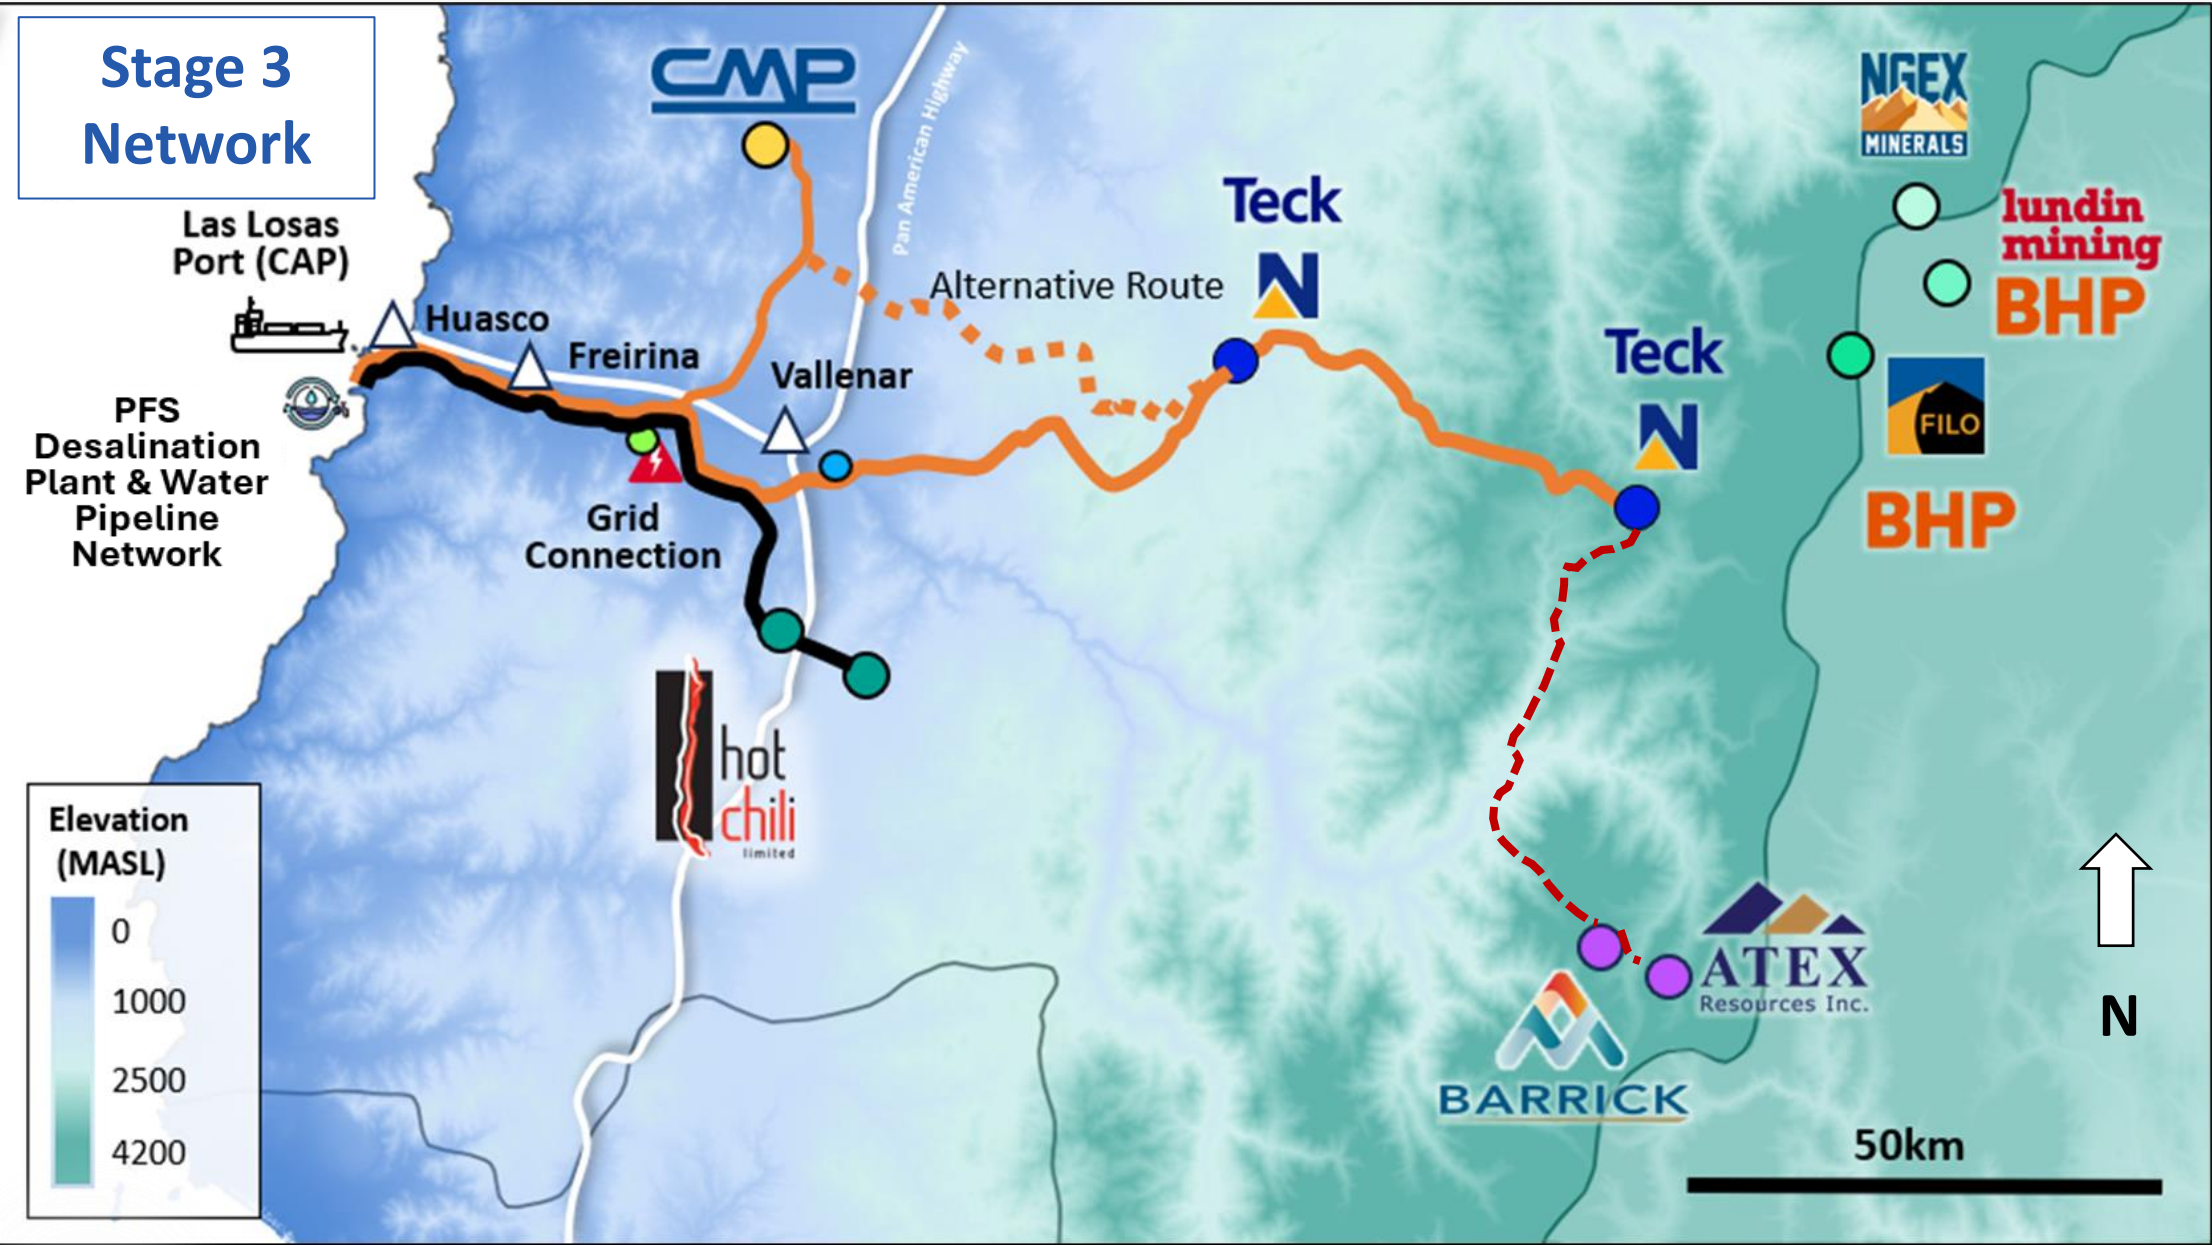 Stage 3
Network
CMP
Pan American Highway
NGEX
MINERALS
Las Losas
Port (CAP)
Teck
lundin
mining
BHP
Alternative Route
Huasco
Freirina
Vallenar
Teck
FILO
BHP
PFS
Desalination
Plant & Water
Pipeline
Network
Grid
Connection
hot
chili
limited
Elevation
(MASL)
0
1000
2500
4200
ATEX
Resources Inc.
BARRICK
N
50km